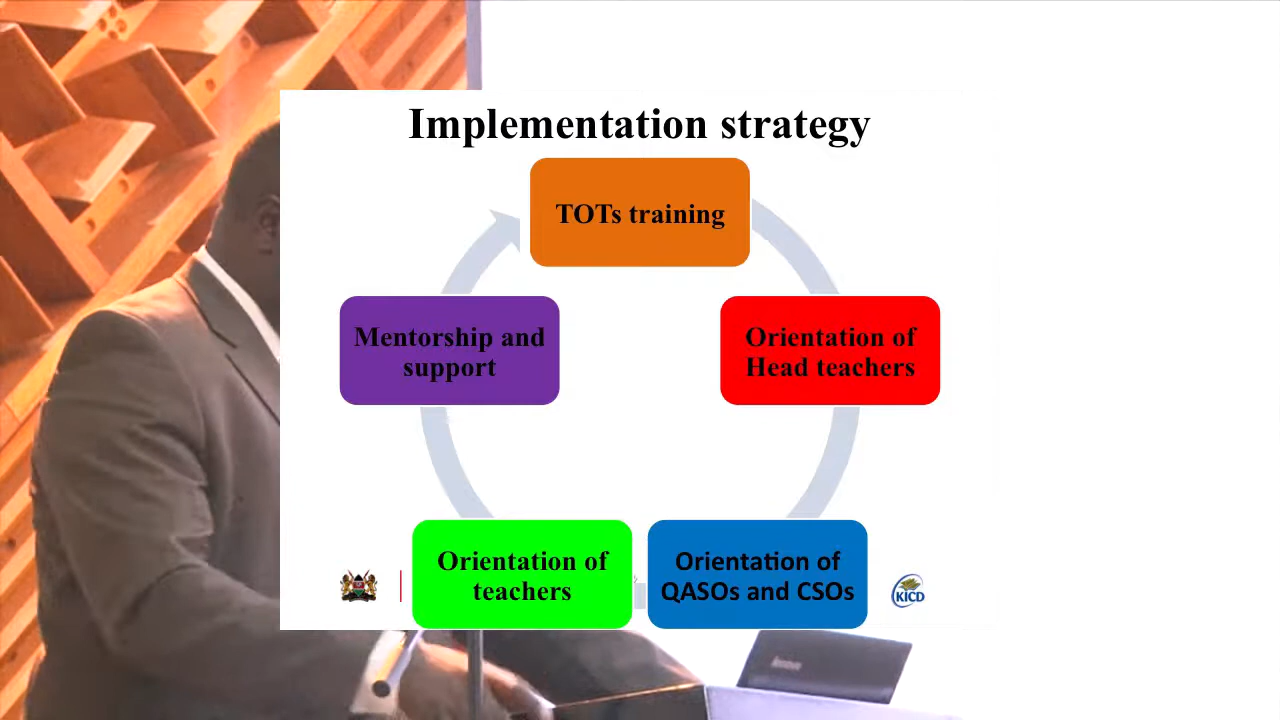 Implementation strategy
TOTs training
Orientation of
Head teachers
Orientation of
QASOs and CSOs
Orientation of
teachers
Mentorship and
support
KICD
lenovo